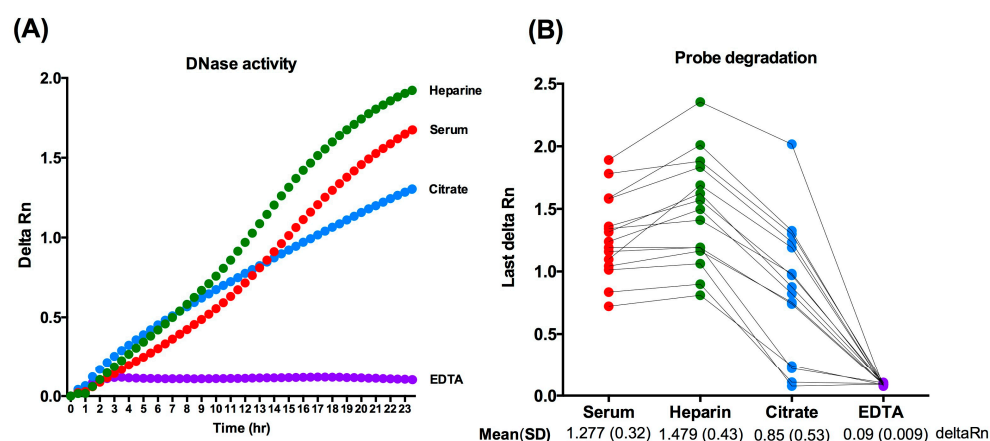 (A)
DNase activity
Delta Rn
2.0
1.5
1.0
0.5
0.0
Heparine
Serum
Citrate
EDTA
0 1 2 3 4 5 6 7 8 9 10 11 12 13 14 15 16 17 18 19 20 21 22 23
Time (hr)
(B)
Probe degradation
Last delta Rn
2.5
2.0
1.5
1.0
0.5
0.0
Serum Heparin Citrate EDTA
Mean(SD) 1.277 (0.32) 1.479 (0.43) 0.85 (0.53) 0.09 (0.009) deltaRn